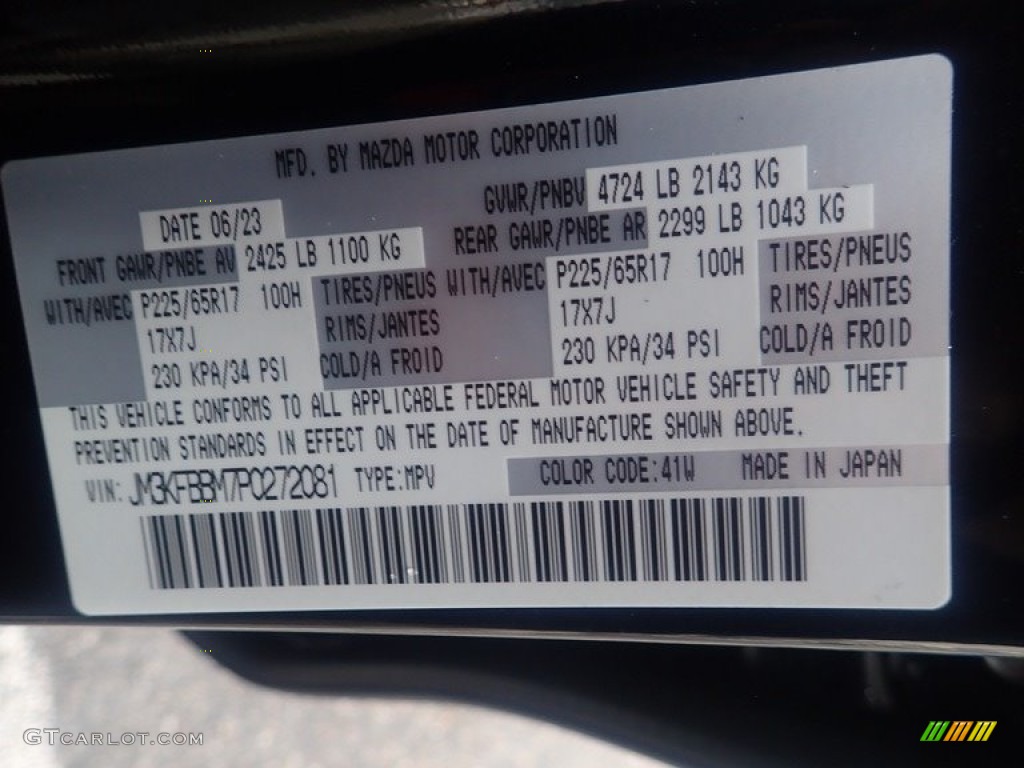 MFD. BY MAZDA MOTOR CORPORATION
DATE 06/23 GVWR/PNBV 4724 LB 2143 KG
FRONT GAWR/PNBE AV 2425 LB 1100 KG REAR GAWR/PNBE AR 2299 LB 1043 KG
WITH/AVEC P225/65R17 100H TIRES/PNEUS WITH/AVEC P225/65R17 100H TIRES/PNEUS
17X7J RIMS/JANTES 17X7J RIMS/JANTES
230 KPA/34 PSI COLD/A FROID 230 KPA/34 PSI COLD/A FROID
THIS VEHICLE CONFORMS TO ALL APPLICABLE FEDERAL MOTOR VEHICLE SAFETY AND THEFT
PREVENTION STANDARDS IN EFFECT ON THE DATE OF MANUFACTURE SHOWN ABOVE.
VIN: JM3KFBBM7P0272081 TYPE:MPV COLOR CODE:41W MADE IN JAPAN
GTCARLOT.COM